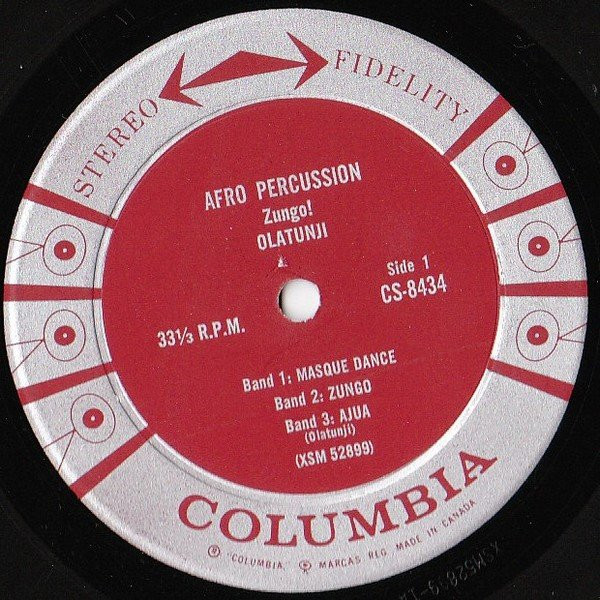 STEREO FIDELITY
AFRO PERCUSSION
Zungo!
OLATUNJI
Side 1
CS-8434
33⅓ R.P.M.
Band 1: MASQUE DANCE
Band 2: ZUNGO
Band 3: AJUA
(Olatunji)
(XSM 52899)
COLUMBIA
"COLUMBIA, MARCAS REG MADE IN CANADA